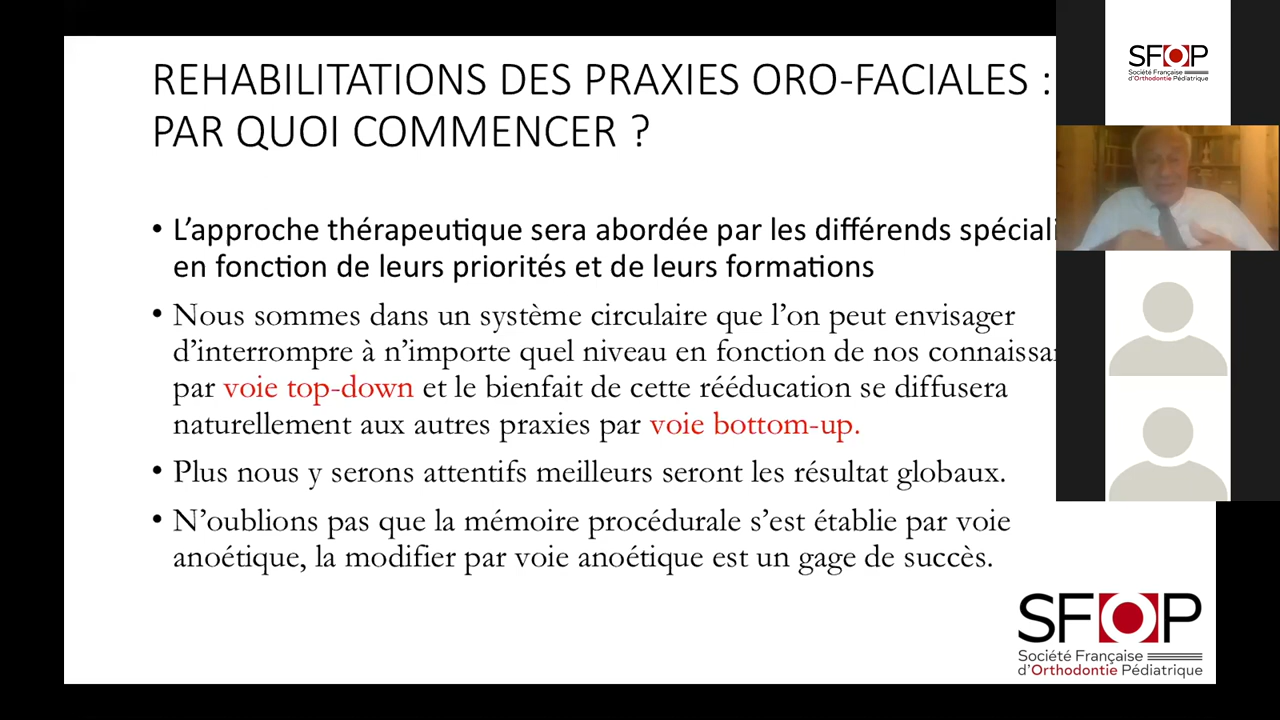 REHABILITATIONS DES PRAXIES ORO-FACIALES :
PAR QUOI COMMENCER ?
• L’approche thérapeutique sera abordée par les différends
en fonction de leurs priorités et de leurs formations
• Nous sommes dans un système circulaire que l’on peut envisager
d’interrompre à n’importe quel niveau en fonction de nos
par voie top-down et le bienfait de cette rééducation se diffusera
naturellement aux autres praxies par voie bottom-up.
• Plus nous y serons attentifs meilleurs seront les résultat globaux.
• N’oublions pas que la mémoire procédurale s’est établie par voie
anoétique, la modifier par voie anoétique est un gage de succès.
SFOP
Société Française
d’Orthodontie Pédiatrique
SFOP
Société Française
d’Orthodontie Pédiatrique